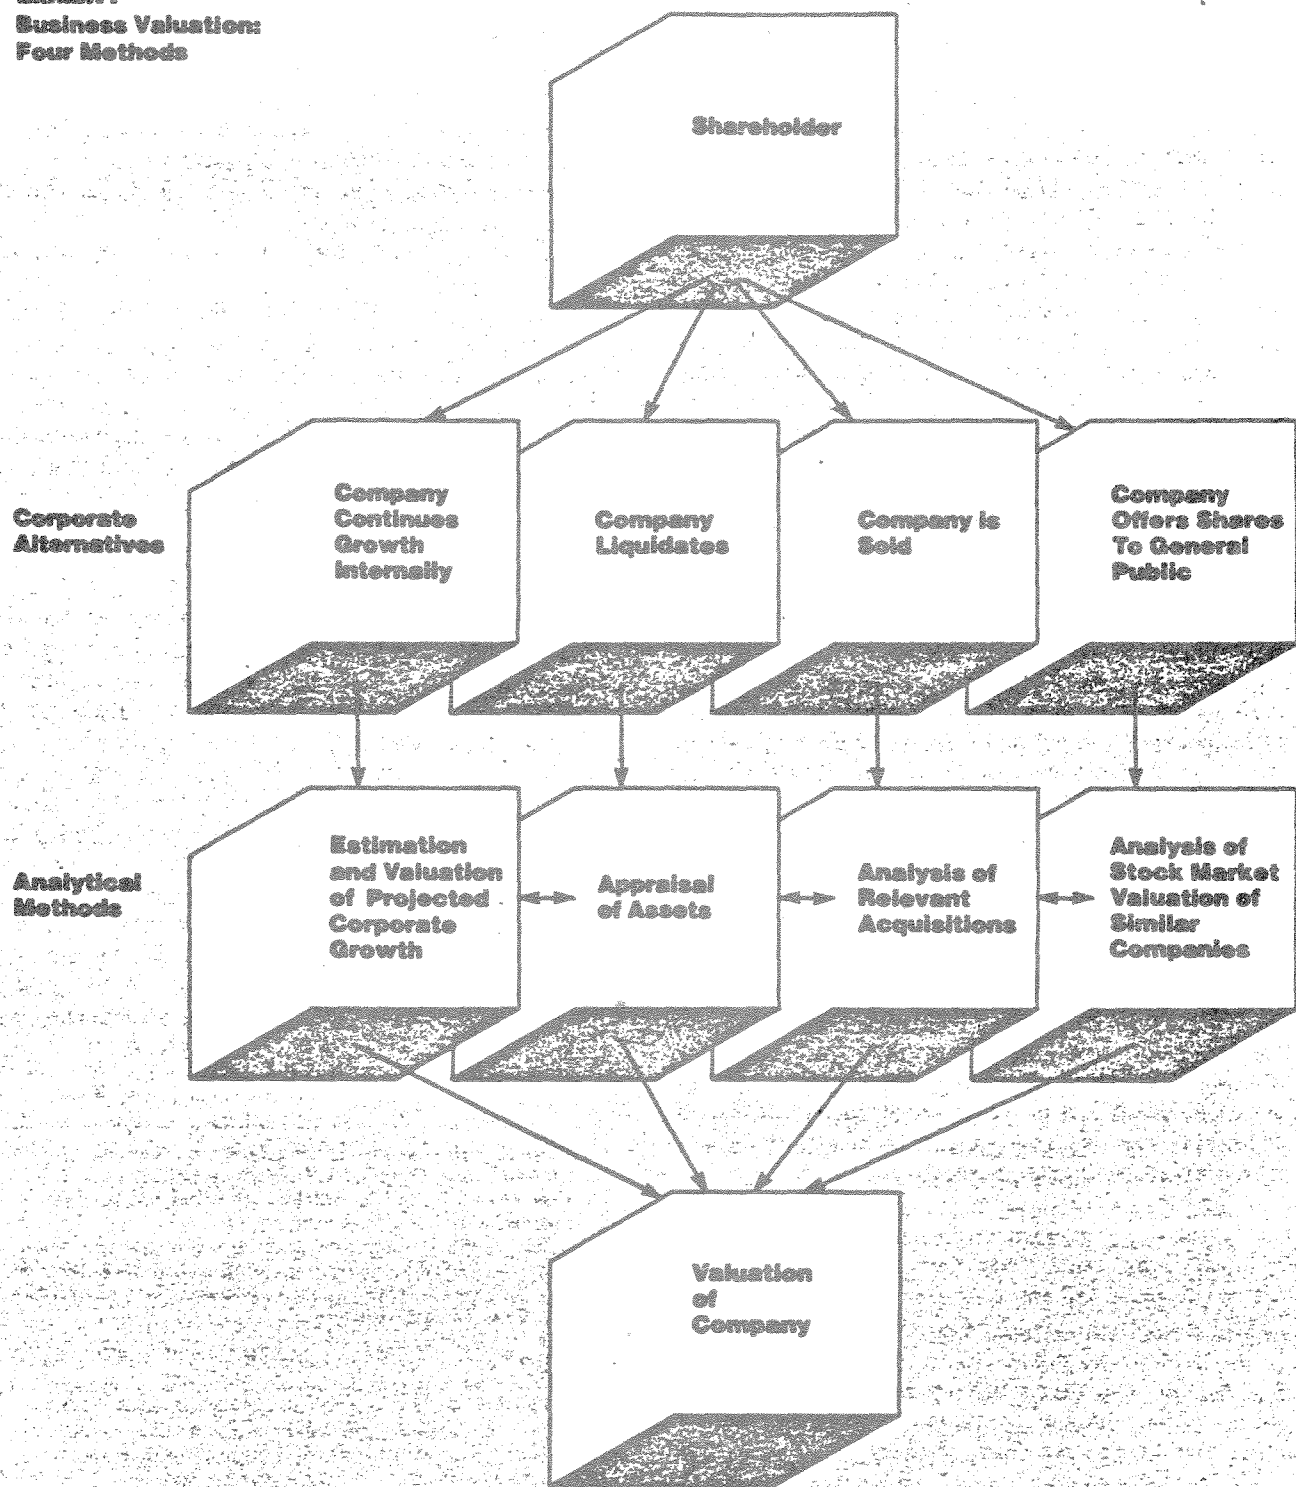 Business Valuation:
Four Methods
Shareholder
Corporate
Alternatives
Company
Continues
Growth
Internally
Company
Liquidates
Company is
Sold
Company
Offers Shares
To General
Public
Analytical
Methods
Estimation
and Valuation
of Projected
Corporate
Growth
Appraisal
of Assets
Analysis of
Relevant
Acquisitions
Analysis of
Stock Market
Valuation of
Similar
Companies
Valuation
of
Company